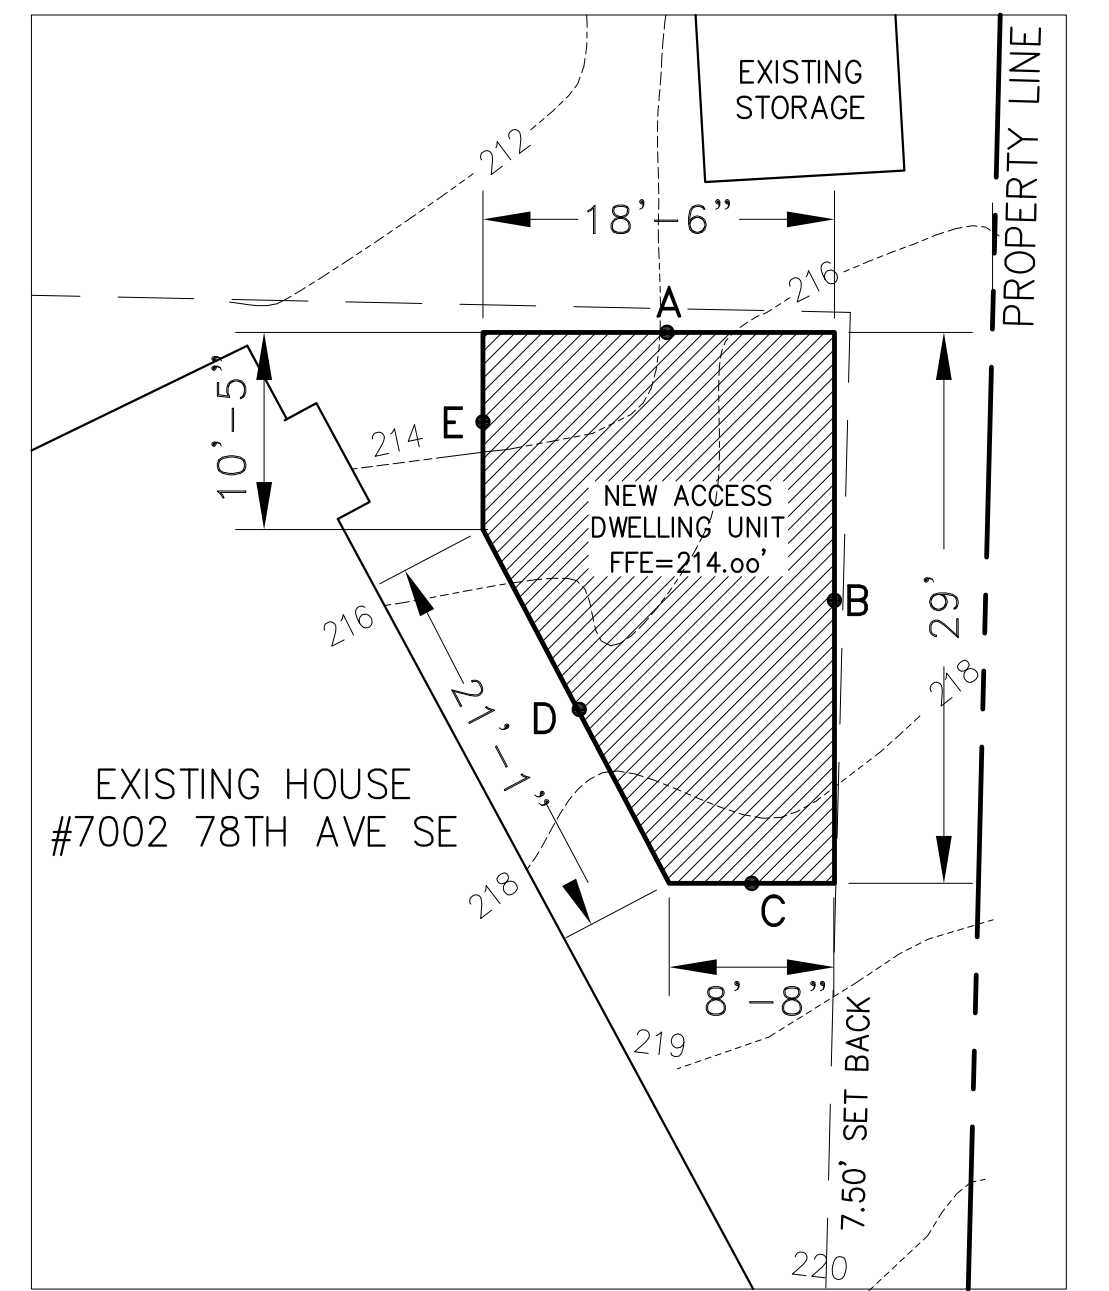 EXISTING
STORAGE
PROPERTY LINE
212
18'-6"
216
A
10'-5"
E
214
NEW ACCESS
DWELLING UNIT
FFE=214.oo'
B
29'
216
21'-1"
D
218
EXISTING HOUSE
#7002 78TH AVE SE
218
C
8'-8"
219
7.50' SET BACK
220